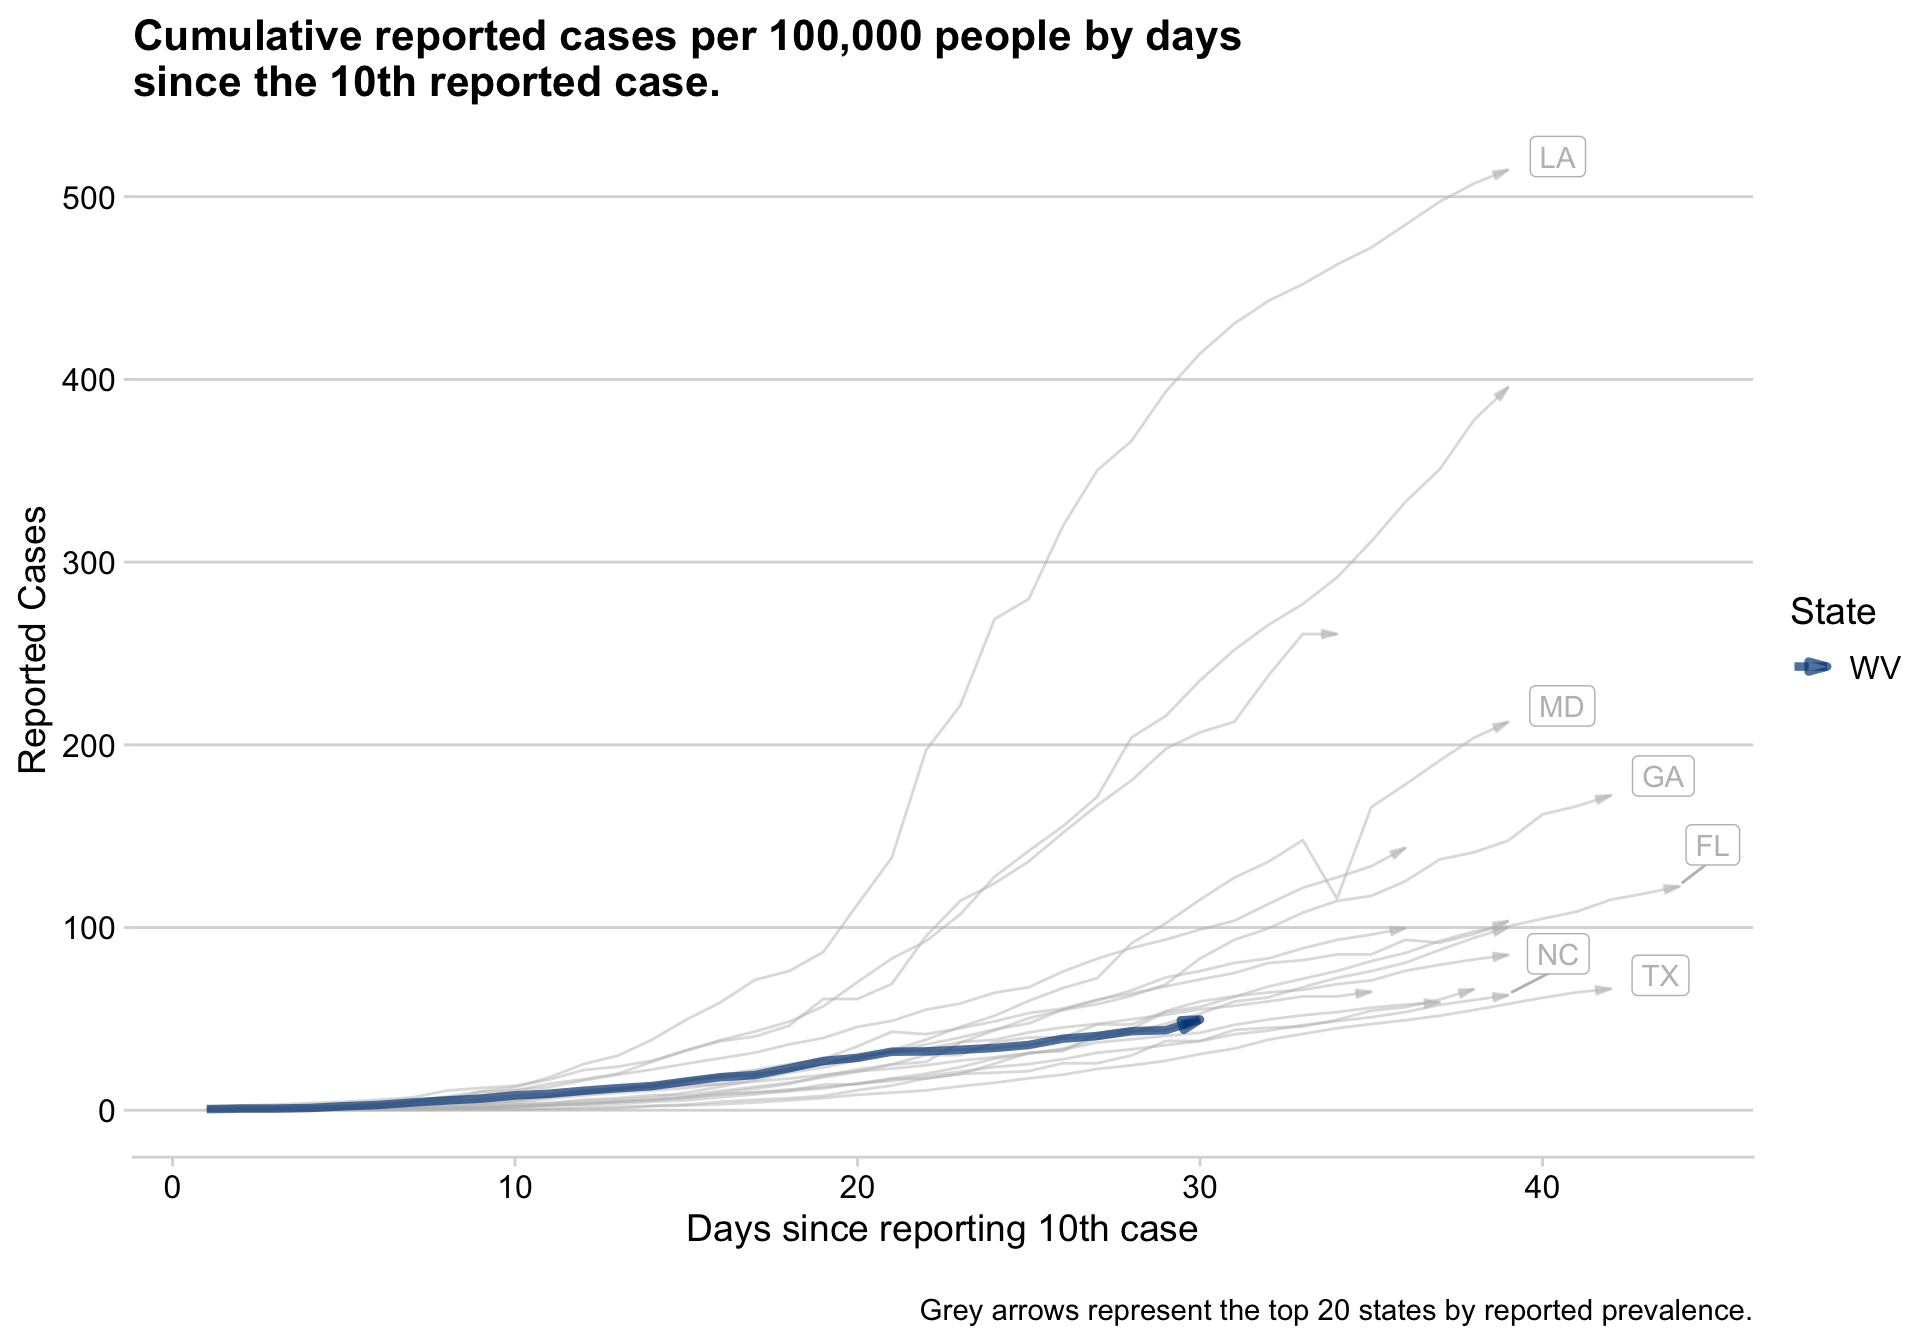 Cumulative reported cases per 100,000 people by days
since the 10th reported case.
LA
500
400
300
200
100
0
Reported Cases
MD
GA
FL
NC
TX
State
WV
0 10 20 30 40
Days since reporting 10th case
Grey arrows represent the top 20 states by reported prevalence.